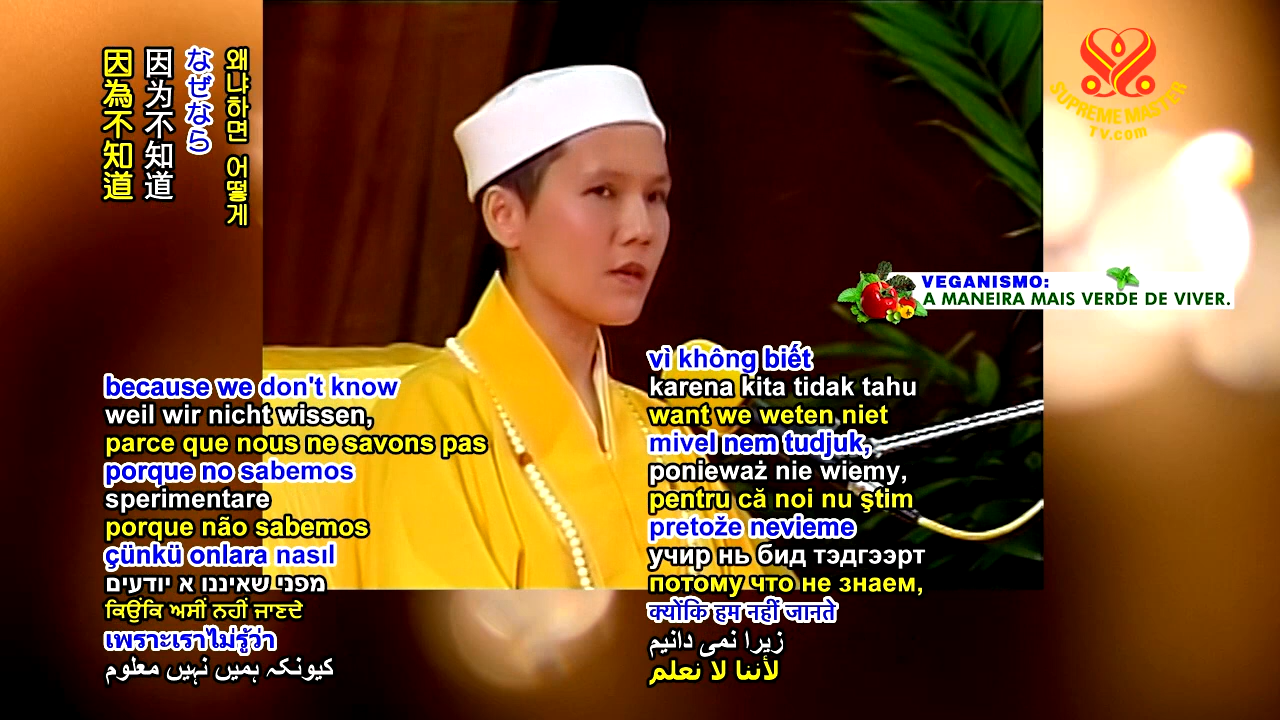 왜냐하면 어떻게
なぜなら
因为不知道
因為不知道
SUPREME MASTER
TV.com
VEGANISMO:
A MANEIRA MAIS VERDE DE VIVER.
because we don't know
weil wir nicht wissen,
parce que nous ne savons pas
porque no sabemos
sperimentare
porque não sabemos
çünkü onlara nasıl
מפני שאיננו א יודעים
ਕਿਉਂਕਿ ਅਸੀਂ ਨਹੀਂ ਜਾਣਦੇ
เพราะเราไม่รู้ว่า
کیونکہ ہمیں نہیں معلوم
vì không biết
karena kita tidak tahu
want we weten niet
mivel nem tudjuk,
ponieważ nie wiemy,
pentru că noi nu ştim
pretože nevieme
учир нь бид тэдгээрт
потому что не знаем,
क्योंकि हम नहीं जानते
زیرا نمی دانیم
لأننا لا نعلم